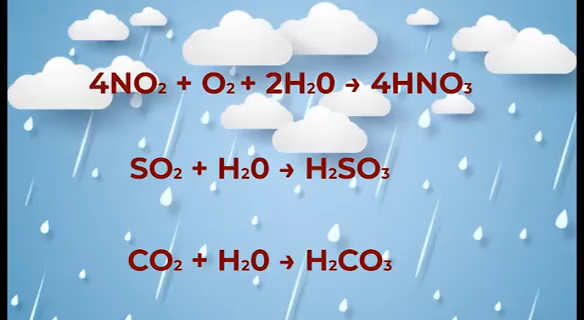 4NO₂ + O₂ + 2H₂0 → 4HNO₃
SO₂ + H₂0 → H₂SO₃
CO₂ + H₂0 → H₂CO₃